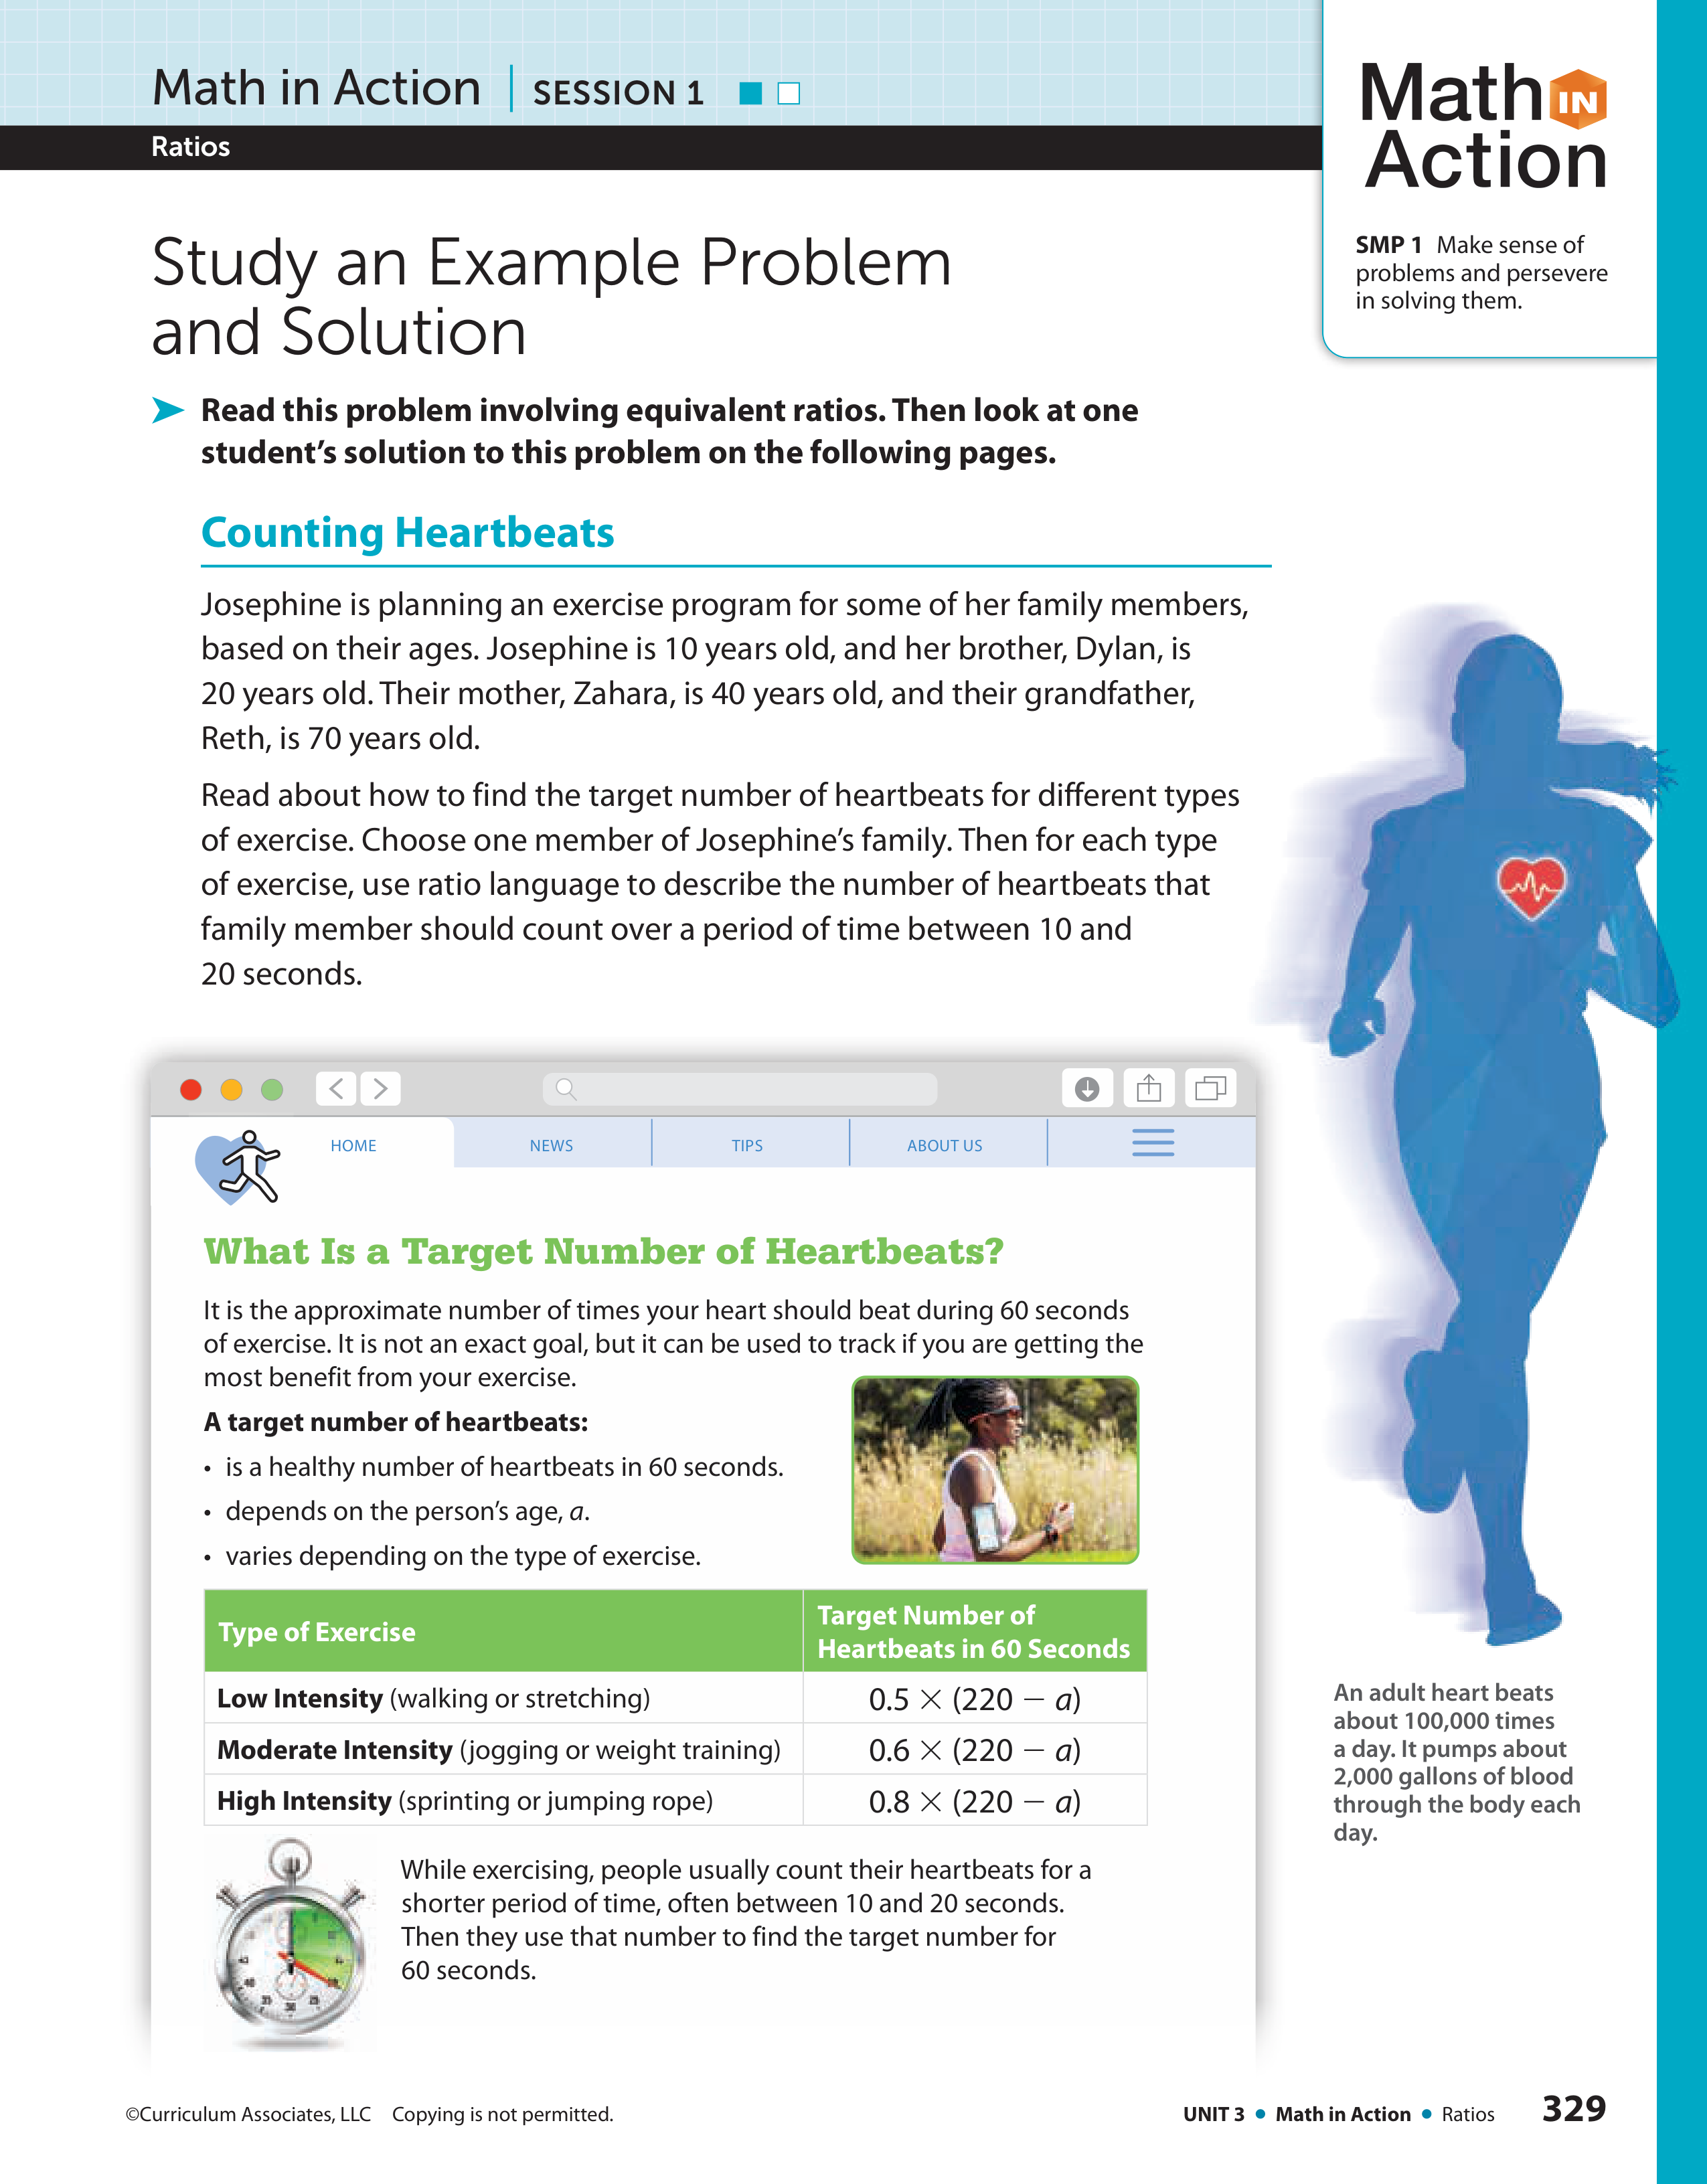 Math in Action | SESSION 1
Ratios
Math IN
Action
SMP 1 Make sense of
problems and persevere
in solving them.
Study an Example Problem
and Solution
Read this problem involving equivalent ratios. Then look at one
student’s solution to this problem on the following pages.
Counting Heartbeats
Josephine is planning an exercise program for some of her family members,
based on their ages. Josephine is 10 years old, and her brother, Dylan, is
20 years old. Their mother, Zahara, is 40 years old, and their grandfather,
Reth, is 70 years old.
Read about how to find the target number of heartbeats for different types
of exercise. Choose one member of Josephine’s family. Then for each type
of exercise, use ratio language to describe the number of heartbeats that
family member should count over a period of time between 10 and
20 seconds.
HOME NEWS TIPS ABOUT US
What Is a Target Number of Heartbeats?
It is the approximate number of times your heart should beat during 60 seconds
of exercise. It is not an exact goal, but it can be used to track if you are getting the
most benefit from your exercise.
A target number of heartbeats:
• is a healthy number of heartbeats in 60 seconds.
• depends on the person’s age, a.
• varies depending on the type of exercise.
Type of Exercise
Target Number of
Heartbeats in 60 Seconds
Low Intensity (walking or stretching) 0.5 × (220 − a)
Moderate Intensity (jogging or weight training) 0.6 × (220 − a)
High Intensity (sprinting or jumping rope) 0.8 × (220 − a)
While exercising, people usually count their heartbeats for a
shorter period of time, often between 10 and 20 seconds.
Then they use that number to find the target number for
60 seconds.
An adult heart beats
about 100,000 times
a day. It pumps about
2,000 gallons of blood
through the body each
day.
©Curriculum Associates, LLC Copying is not permitted.
UNIT 3 • Math in Action • Ratios 329